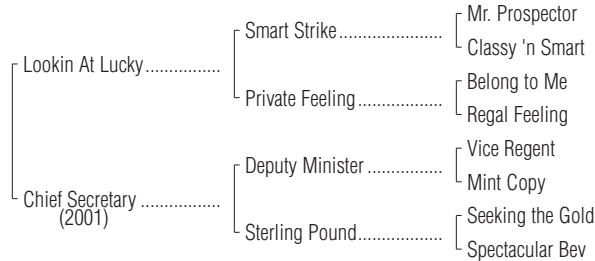 Mr. Prospector
Smart Strike....................
Classy 'n Smart
Lookin At Lucky................
Belong to Me
Private Feeling.................
Regal Feeling
Vice Regent
Deputy Minister...............
Mint Copy
Chief Secretary................
(2001)
Seeking the Gold
Sterling Pound.................
Spectacular Bev